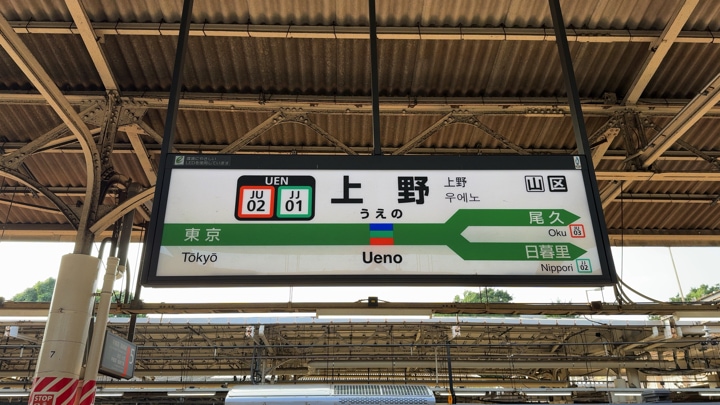 UEN
JU
02
JJ
01
上野
うえの
上野
우에노
山 区
東京
Tōkyō
Ueno
尾久
Oku
JU
03
日暮里
Nippori
JJ
02
7
STOP